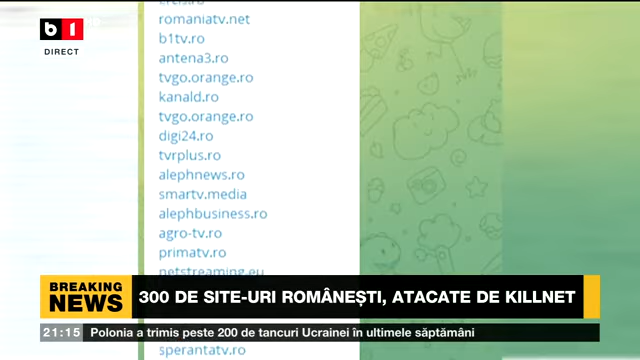 b1
DIRECT
romaniatv.net
b1tv.ro
antena3.ro
tvgo.orange.ro
kanald.ro
tvgo.orange.ro
digi24.ro
tvrplus.ro
alephnews.ro
smartv.media
alephbusiness.ro
agro-tv.ro
primatv.ro
netstreaming.eu
BREAKING
NEWS
300 DE SITE-URI ROMÂNEȘTI, ATACATE DE KILLNET
21:15 Polonia a trimis peste 200 de tancuri Ucrainei în ultimele săptămâni
sperantatv.ro